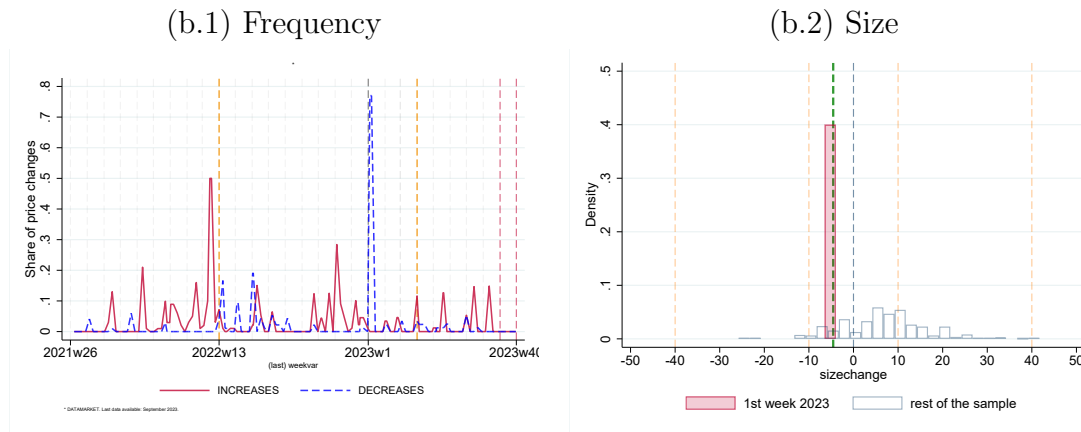 (b.1) Frequency
(b.2) Size
Share of price changes
.8
.7
.6
.5
.4
.3
.2
.1
0
2021w26
2022w13
2023w1
2023w40
(last) weekvar
INCREASES
DECREASES
* DATAMARKET. Last data available: September 2023.
Density
.5
.4
.3
.2
.1
0
-50
-40
-30
-20
-10
0
10
20
30
40
50
sizechange
1st week 2023
rest of the sample